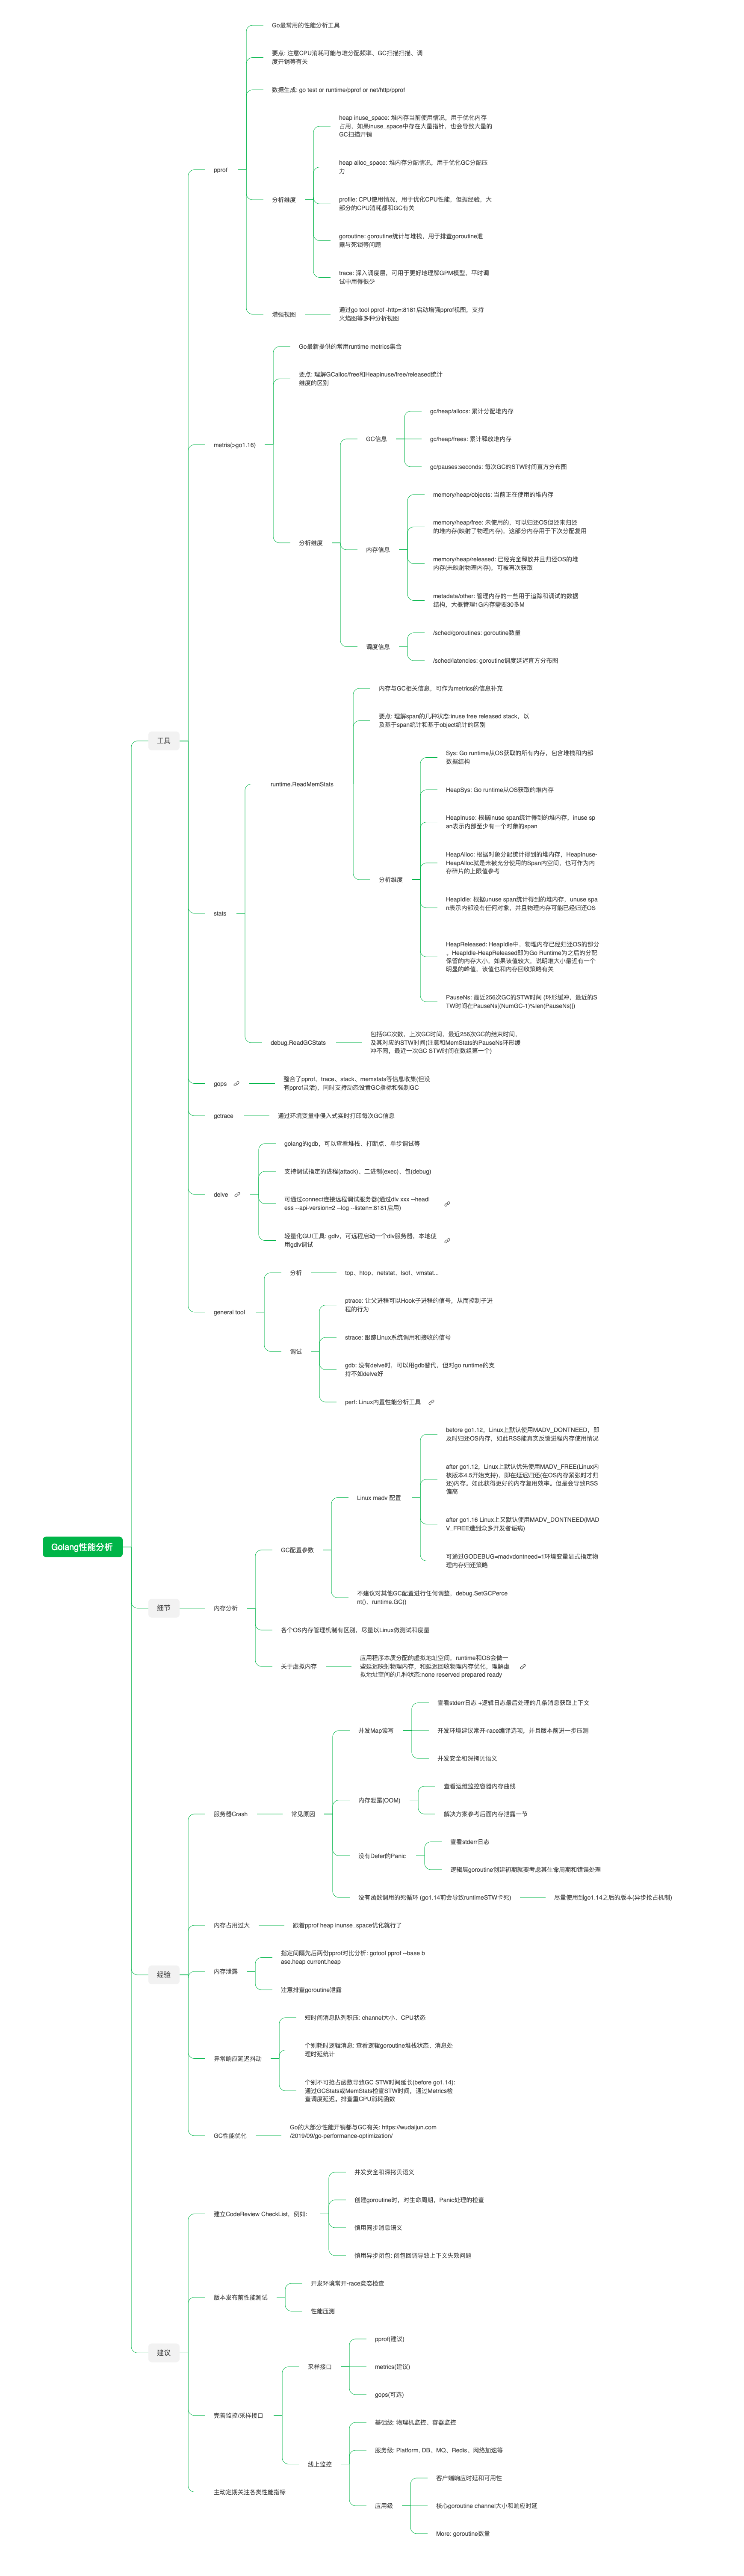 Golang性能分析
工具
pprof
Go最常用的性能分析工具
要点: 注意CPU消耗可能与堆分配频率、GC扫描扫描、调
度开销等有关
数据生成: go test or runtime/pprof or net/http/pprof
分析维度
heap inuse_space: 堆内存当前使用情况，用于优化内存
占用，如果inuse_space中存在大量指针，也会导致大量的
GC扫描开销
heap alloc_space: 堆内存分配情况，用于优化GC分配压
力
profile: CPU使用情况，用于优化CPU性能，但据经验，大
部分的CPU消耗都和GC有关
goroutine: goroutine统计与堆栈，用于排查goroutine泄
露与死锁等问题
trace: 深入调度层，可用于更好地理解GPM模型，平时调
试中用得很少
增强视图
通过go tool pprof -http=:8181启动增强pprof视图，支持
火焰图等多种分析视图
metris(>go1.16)
Go最新提供的常用runtime metrics集合
要点: 理解GCalloc/free和Heapinuse/free/released统计
维度的区别
分析维度
GC信息
gc/heap/allocs: 累计分配堆内存
gc/heap/frees: 累计释放堆内存
gc/pauses:seconds: 每次GC的STW时间直方分布图
内存信息
memory/heap/objects: 当前正在使用的堆内存
memory/heap/free: 未使用的，可以归还OS但还未归还
的堆内存(映射了物理内存)，这部分内存用于下次分配复用
memory/heap/released: 已经完全释放并且归还OS的堆
内存(未映射物理内存)，可被再次获取
metadata/other: 管理内存的一些用于追踪和调试的数据
结构，大概管理1G内存需要30多M
调度信息
/sched/goroutines: goroutine数量
/sched/latencies: goroutine调度延迟直方分布图
stats
runtime.ReadMemStats
内存与GC相关信息，可作为metrics的信息补充
要点: 理解span的几种状态:inuse free released stack，以
及基于span统计和基于object统计的区别
分析维度
Sys: Go runtime从OS获取的所有内存，包含堆栈和内部
数据结构
HeapSys: Go runtime从OS获取的堆内存
HeapInuse: 根据inuse span统计得到的堆内存，inuse sp
an表示内部至少有一个对象的span
HeapAlloc: 根据对象分配统计得到的堆内存，HeapInuse-
HeapAlloc就是未被充分使用的Span内空间，也可作为内
存碎片的上限值参考
HeapIdle: 根据unuse span统计得到的堆内存，unuse spa
n表示内部没有任何对象，并且物理内存可能已经归还OS
HeapReleased: HeapIdle中，物理内存已经归还OS的部分
，HeapIdle-HeapReleased即为Go Runtime为之后的分配
保留的内存大小，如果该值较大，说明堆大小最近有一个
明显的峰值，该值也和内存回收策略有关
PauseNs: 最近256次GC的STW时间 (环形缓冲，最近的S
TW时间在PauseNs[(NumGC-1)%len(PauseNs)])
debug.ReadGCStats
包括GC次数，上次GC时间，最近256次GC的结束时间，
及其对应的STW时间(注意和MemStats的PauseNs环形缓
冲不同，最近一次GC STW时间在数组第一个)
gops
整合了pprof、trace、stack、memstats等信息收集(但没
有pprof灵活)，同时支持动态设置GC指标和强制GC
gctrace
通过环境变量非侵入式实时打印每次GC信息
delve
golang的gdb，可以查看堆栈、打断点、单步调试等
支持调试指定的进程(attack)、二进制(exec)、包(debug)
可通过connect连接远程调试服务器(通过dlv xxx --headl
ess --api-version=2 --log --listen=:8181启用)
轻量化GUI工具: gdlv，可远程启动一个dlv服务器，本地使
用gdlv调试
general tool
分析
top、htop、netstat、lsof、vmstat...
调试
ptrace: 让父进程可以Hook子进程的信号，从而控制子进
程的行为
strace: 跟踪Linux系统调用和接收的信号
gdb: 没有delve时，可以用gdb替代，但对go runtime的支
持不如delve好
perf: Linux内置性能分析工具
细节
内存分析
GC配置参数
Linux madv 配置
before go1.12，Linux上默认使用MADV_DONTNEED，即
及时归还OS内存，如此RSS能真实反馈进程内存使用情况
after go1.12，Linux上默认优先使用MADV_FREE(Linux内
核版本4.5开始支持)，即在延迟归还(在OS内存紧张时才归
还)内存，如此获得更好的内存复用效率，但是会导致RSS
偏高
after go1.16 Linux上又默认使用MADV_DONTNEED(MAD
V_FREE遭到众多开发者诟病)
可通过GODEBUG=madvdontneed=1环境变量显式指定物
理内存归还策略
不建议对其他GC配置进行任何调整，debug.SetGCPerce
nt()、runtime.GC()
各个OS内存管理机制有区别，尽量以Linux做测试和度量
关于虚拟内存
应用程序本质分配的虚拟地址空间，runtime和OS会做一
些延迟映射物理内存，和延迟回收物理内存优化，理解虚
拟地址空间的几种状态:none reserved prepared ready
经验
服务器Crash
常见原因
并发Map读写
查看stderr日志 +逻辑日志最后处理的几条消息获取上下文
开发环境建议常开-race编译选项，并且版本前进一步压测
并发安全和深拷贝语义
内存泄露(OOM)
查看运维监控容器内存曲线
解决方案参考后面内存泄露一节
没有Defer的Panic
查看stderr日志
逻辑层goroutine创建初期就要考虑其生命周期和错误处理
没有函数调用的死循环 (go1.14前会导致runtimeSTW卡死)
尽量使用到go1.14之后的版本(异步抢占机制)
内存占用过大
跟着pprof heap inunse_space优化就行了
内存泄露
指定间隔先后两份pprof对比分析: gotool pprof --base b
ase.heap current.heap
注意排查goroutine泄露
异常响应延迟抖动
短时间消息队列积压: channel大小、CPU状态
个别耗时逻辑消息: 查看逻辑goroutine堆栈状态、消息处
理时延统计
个别不可抢占函数导致GC STW时间延长(before go1.14):
通过GCStats或MemStats检查STW时间，通过Metrics检
查调度延迟，排查重CPU消耗函数
GC性能优化
Go的大部分性能开销都与GC有关: https://wudaijun.com
/2019/09/go-performance-optimization/
建议
建立CodeReview CheckList，例如:
并发安全和深拷贝语义
创建goroutine时，对生命周期，Panic处理的检查
慎用同步消息语义
慎用异步闭包: 闭包回调导致上下文失效问题
版本发布前性能测试
开发环境常开-race竞态检查
性能压测
完善监控/采样接口
采样接口
pprof(建议)
metrics(建议)
gops(可选)
线上监控
基础级: 物理机监控、容器监控
服务级: Platform, DB、MQ、Redis、网络加速等
应用级
客户端响应时延和可用性
核心goroutine channel大小和响应时延
More: goroutine数量
主动定期关注各类性能指标